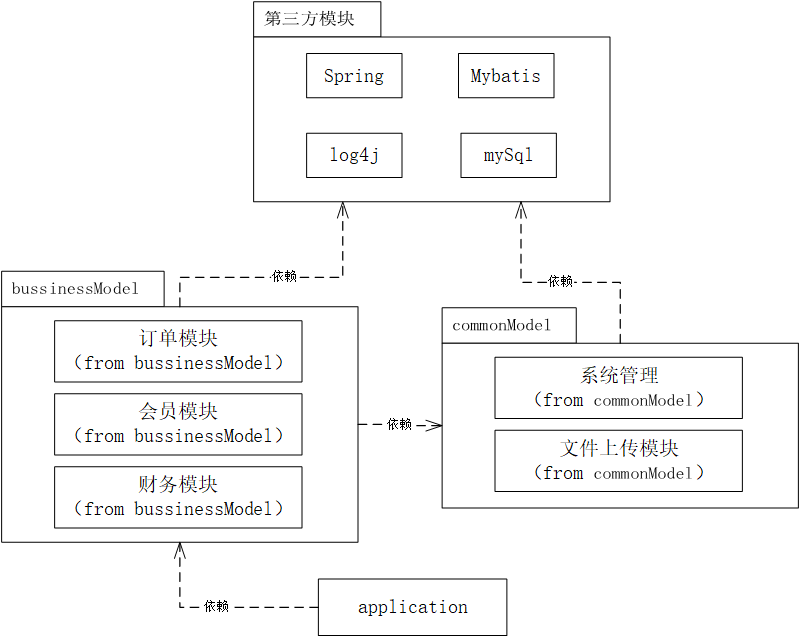 第三方模块
Spring
Mybatis
log4j
mySql
依赖
依赖
bussinessModel
订单模块
(from bussinessModel)
会员模块
(from bussinessModel)
财务模块
(from bussinessModel)
依赖
commonModel
系统管理
(from commonModel)
文件上传模块
(from commonModel)
依赖
application